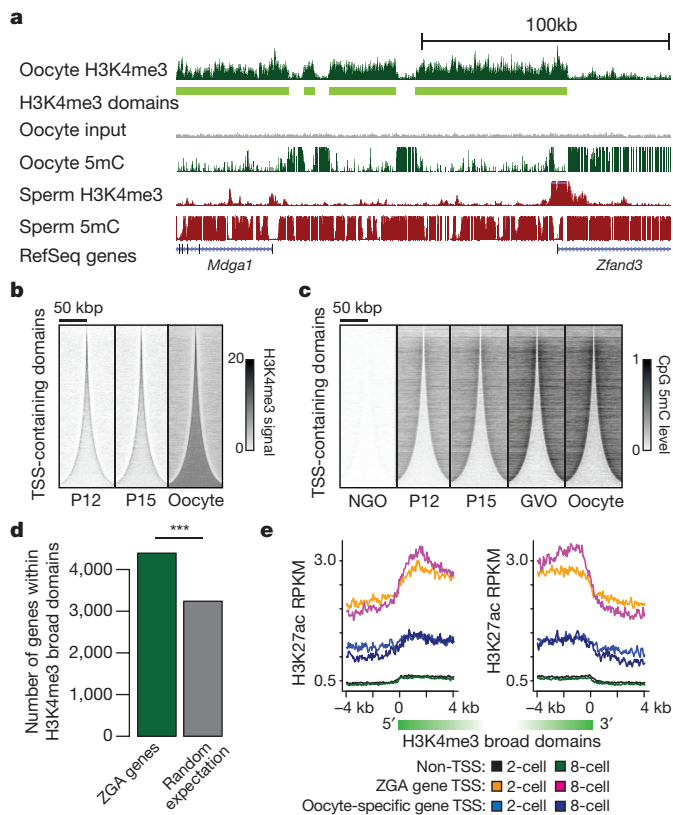 a
100kb
Oocyte H3K4me3
H3K4me3 domains
Oocyte input
Oocyte 5mC
Sperm H3K4me3
Sperm 5mC
RefSeq genes
Mdga1
Zfand3
b
50 kbp
TSS-containing domains
20
0
H3K4me3 signal
P12
P15
Oocyte
c
50 kbp
TSS-containing domains
1
0
CpG 5mC level
NGO
P12
P15
GVO
Oocyte
d
***
Number of genes within
H3K4me3 broad domains
4,000
3,000
2,000
1,000
0
ZGA genes
Random
expectation
e
H3K27ac RPKM
3.0
0.5
−4 kb
0
4 kb
5′
H3K27ac RPKM
3.0
0.5
−4 kb
0
4 kb
3′
H3K4me3 broad domains
Non-TSS: 2-cell 8-cell
ZGA gene TSS: 2-cell 8-cell
Oocyte-specific gene TSS: 2-cell 8-cell